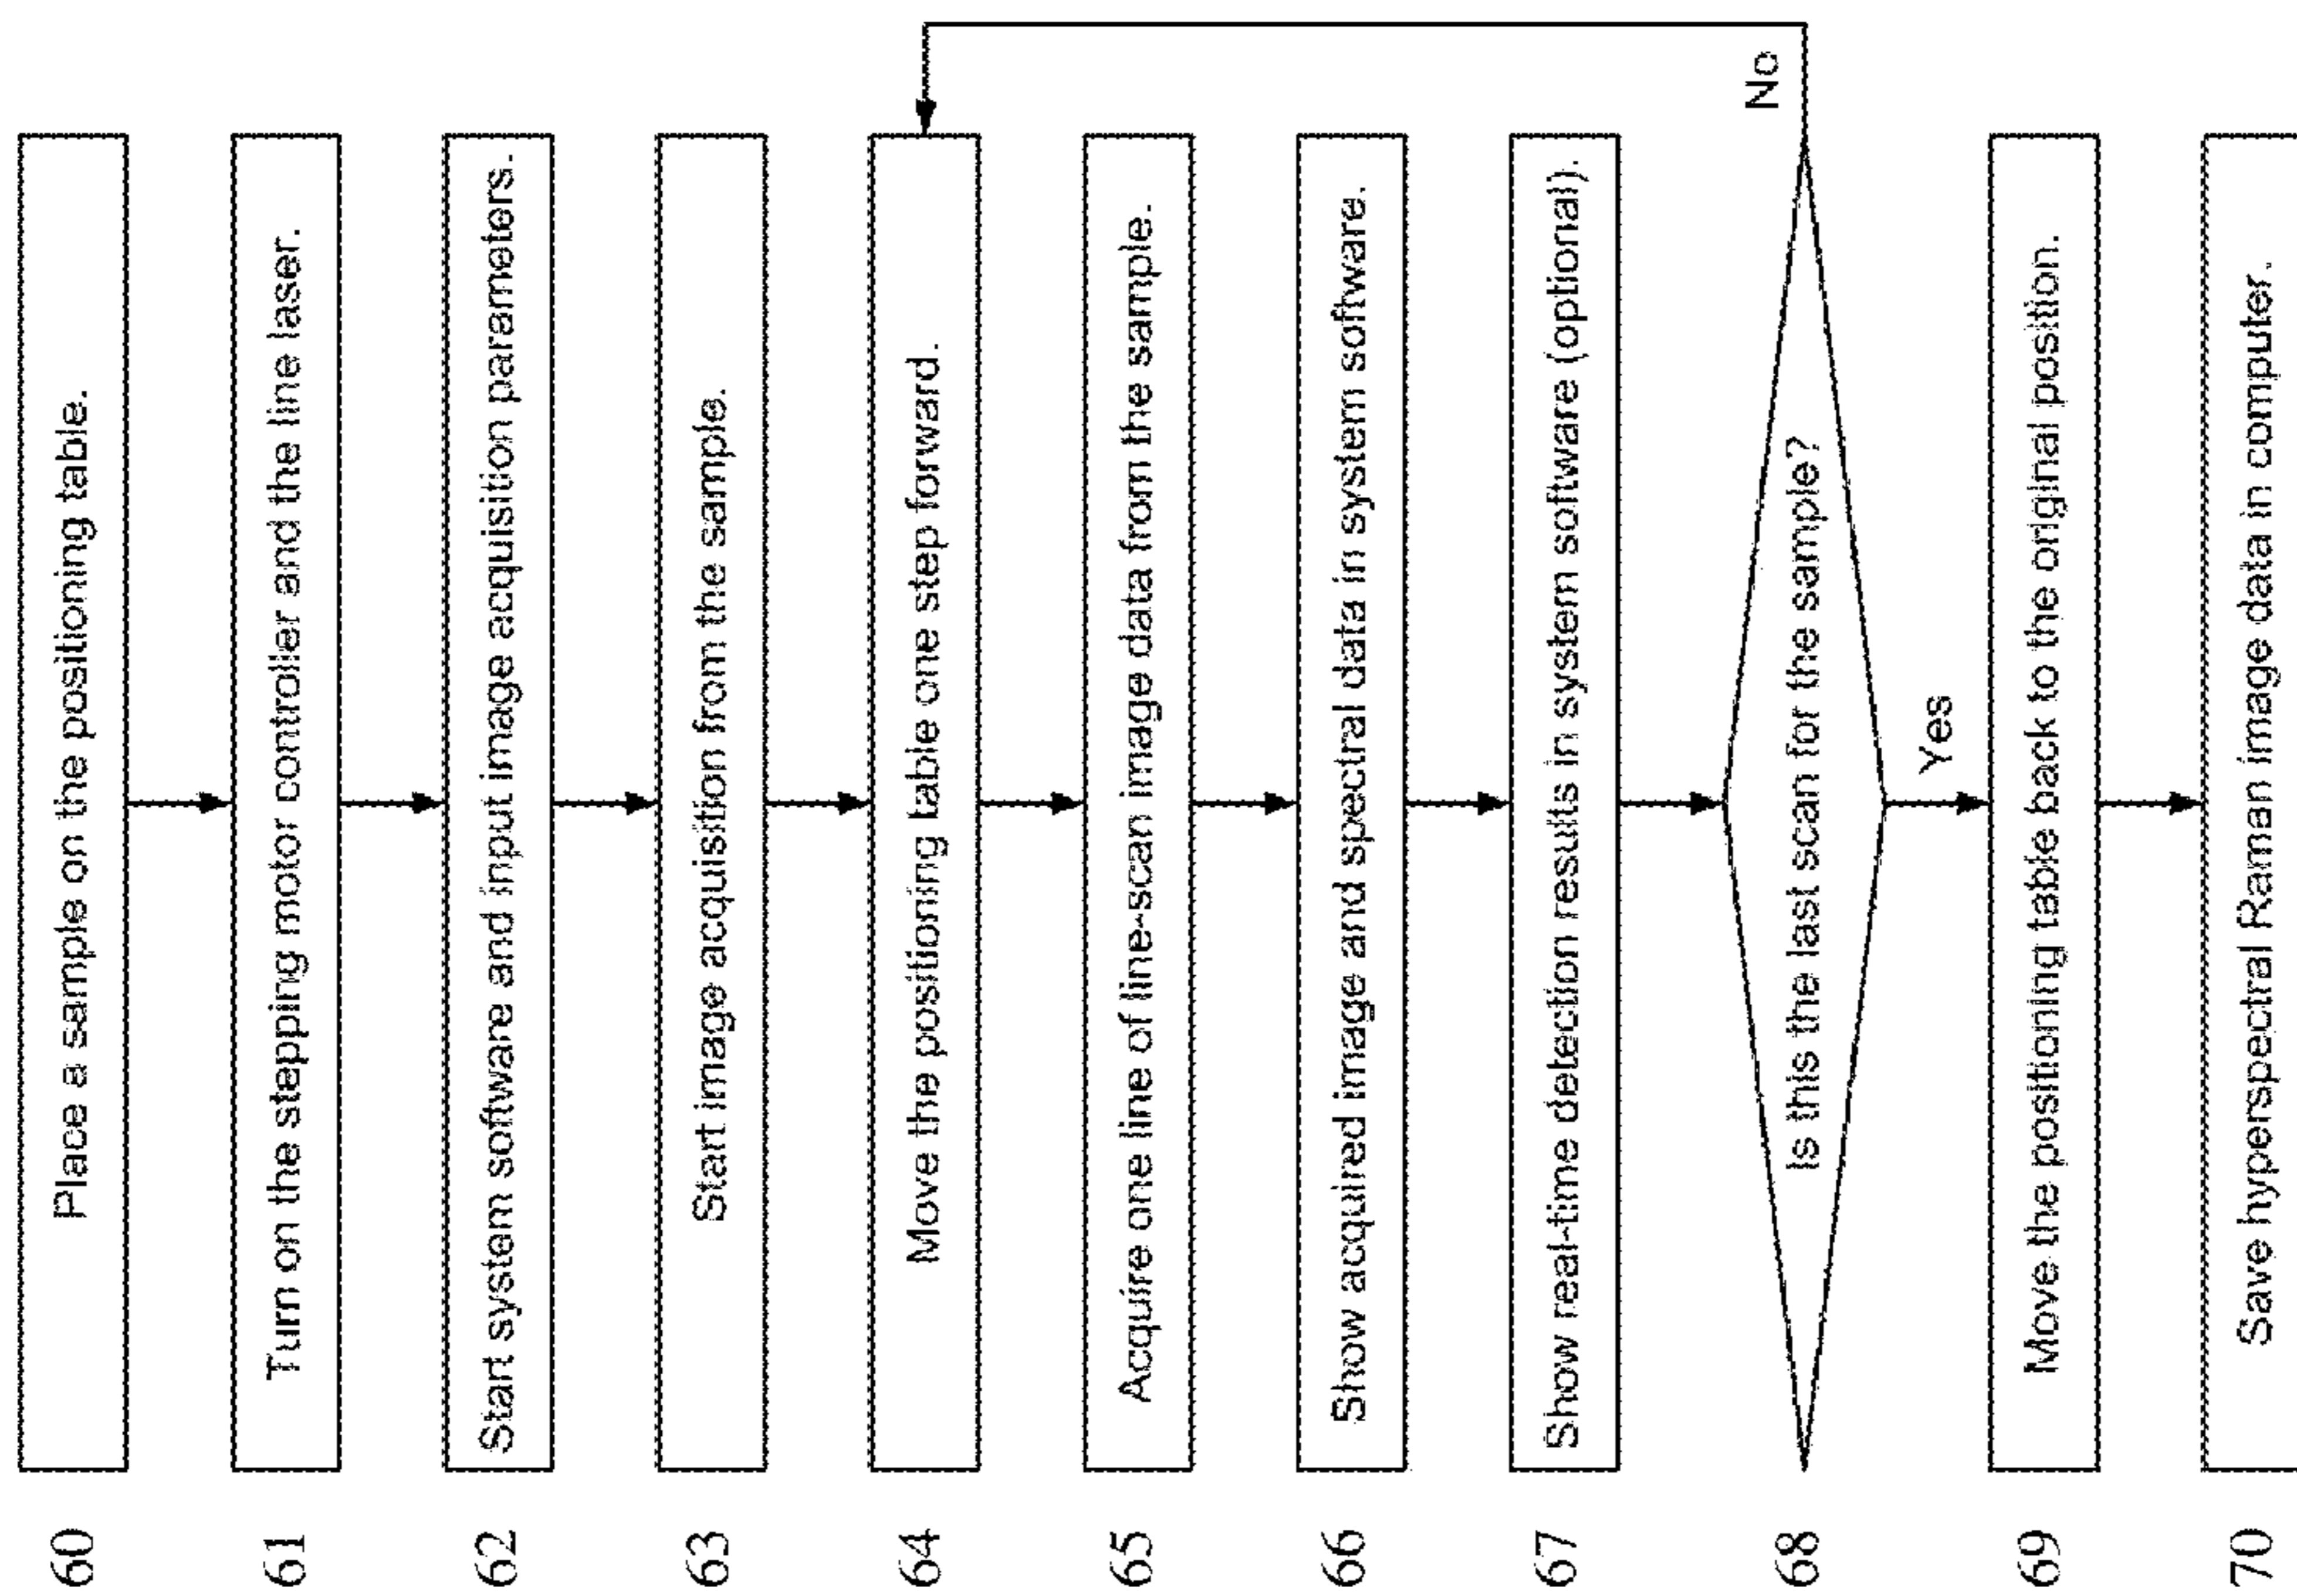 60
Place a sample on the positioning table.
61
Turn on the stepping motor controller and the line laser.
62
Start system software and input image acquisition parameters.
63
Start image acquisition from the sample.
64
Move the positioning table one step forward.
65
Acquire one line of line-scan image data from the sample.
66
Show acquired image and spectral data in system software.
67
Show real-time detection results in system software (optional).
68
Is this the last scan for the sample?
No
Yes
69
Move the positioning table back to the original position.
70
Save hyperspectral Raman image data in computer.